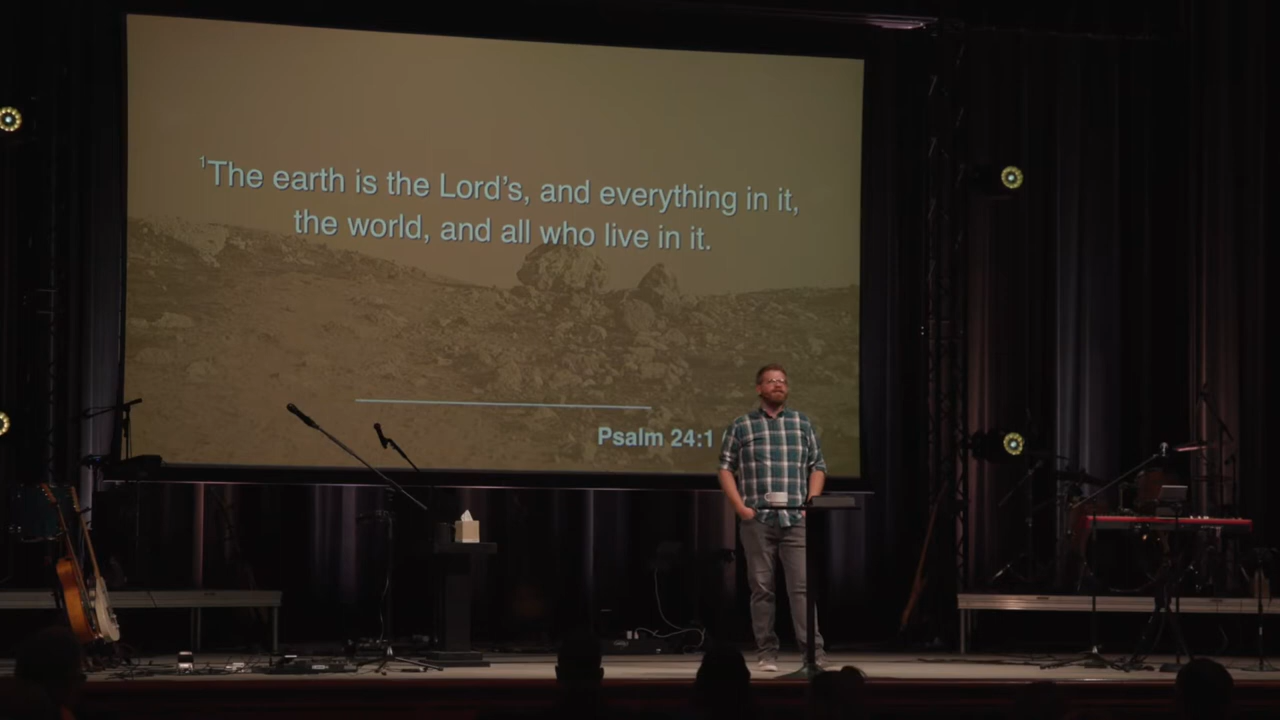 ¹The earth is the Lord’s, and everything in it,
the world, and all who live in it.
Psalm 24:1